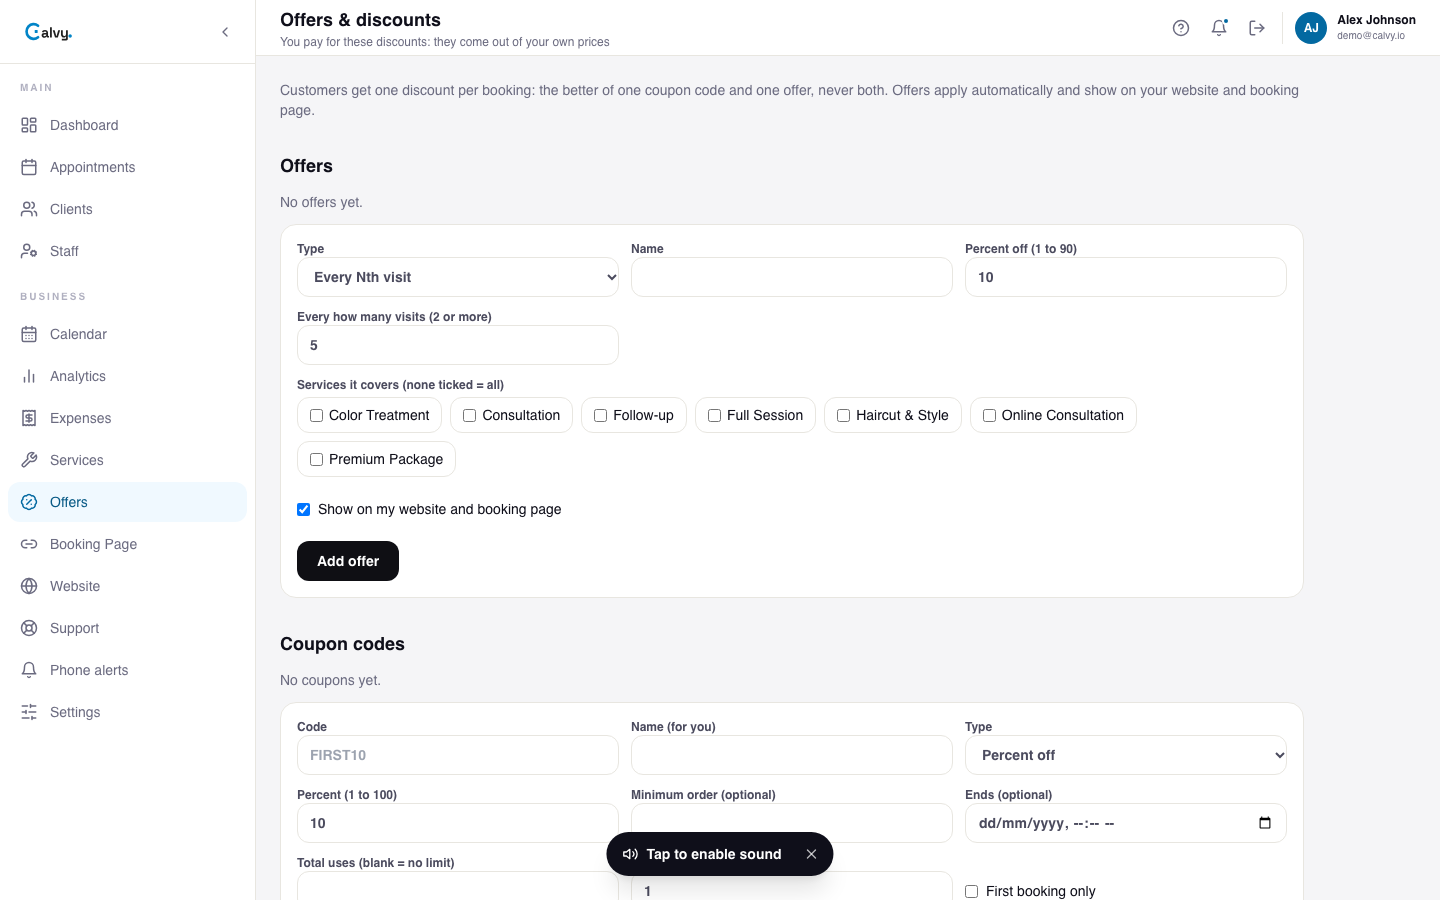 Calvy.
MAIN
Dashboard
Appointments
Clients
Staff
BUSINESS
Calendar
Analytics
Expenses
Services
Offers
Booking Page
Website
Support
Phone alerts
Settings
Offers & discounts
You pay for these discounts: they come out of your own prices
AJ
Alex Johnson
demo@calvy.io
Customers get one discount per booking: the better of one coupon code and one offer, never both. Offers apply automatically and show on your website and booking
page.
Offers
No offers yet.
Type
Name
Percent off (1 to 90)
Every Nth visit
10
Every how many visits (2 or more)
5
Services it covers (none ticked = all)
Color Treatment
Consultation
Follow-up
Full Session
Haircut & Style
Online Consultation
Premium Package
Show on my website and booking page
Add offer
Coupon codes
No coupons yet.
Code
Name (for you)
Type
FIRST10
Percent off
Percent (1 to 100)
Minimum order (optional)
Ends (optional)
10
dd/mm/yyyy, --:-- --
Total uses (blank = no limit)
1
First booking only
Tap to enable sound